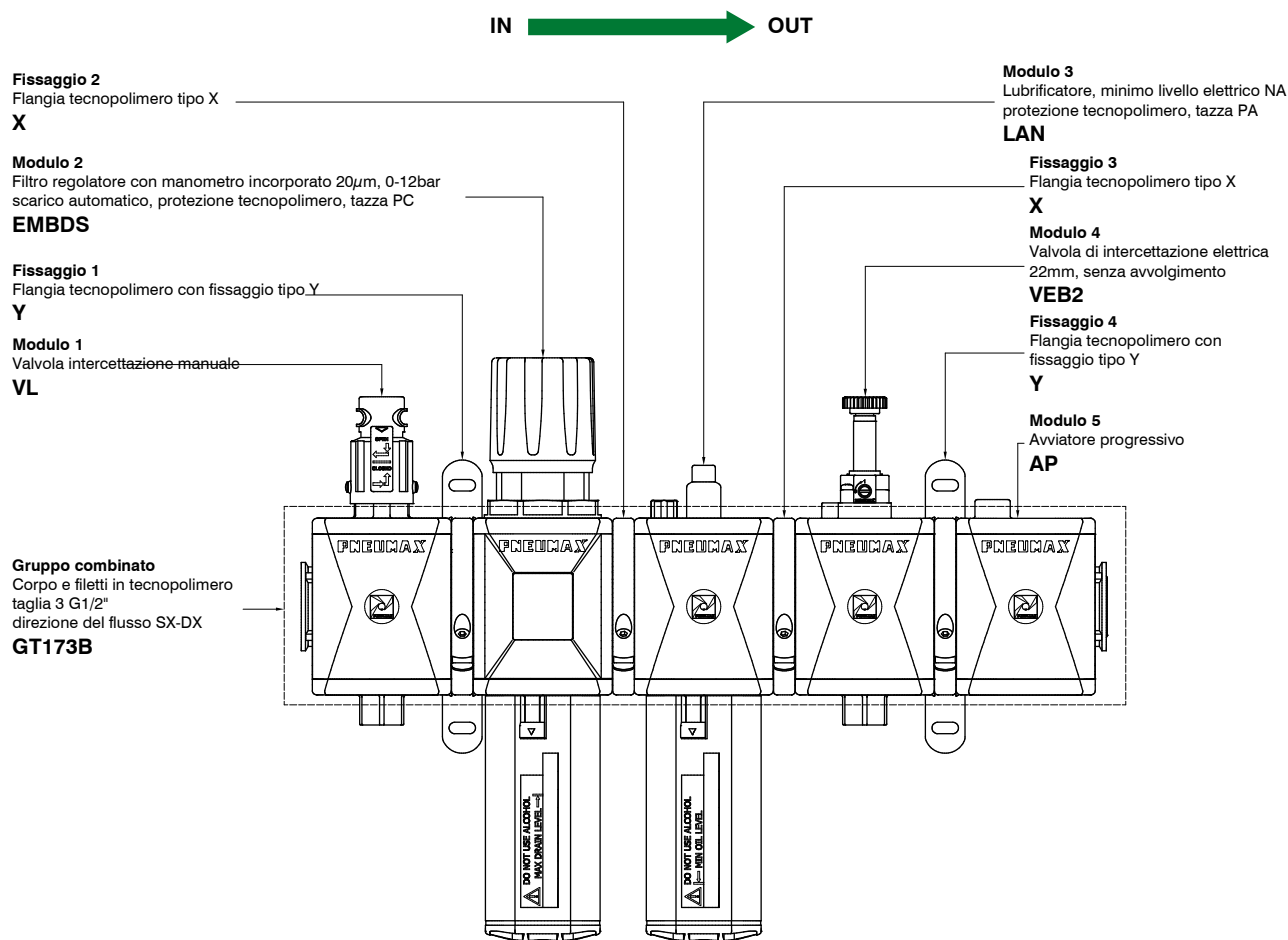 IN OUT
Fissaggio 2
Flangia tecnopolimero tipo X
X
Modulo 2
Filtro regolatore con manometro incorporato 20µm, 0-12bar
scarico automatico, protezione tecnopolimero, tazza PC
EMBDS
Fissaggio 1
Flangia tecnopolimero con fissaggio tipo Y
Y
Modulo 1
Valvola intercettazione manuale
VL
Gruppo combinato
Corpo e filetti in tecnopolimero
taglia 3 G1/2"
direzione del flusso SX-DX
GT173B
Modulo 3
Lubrificatore, minimo livello elettrico NA
protezione tecnopolimero, tazza PA
LAN
Fissaggio 3
Flangia tecnopolimero tipo X
X
Modulo 4
Valvola di intercettazione elettrica
22mm, senza avvolgimento
VEB2
Fissaggio 4
Flangia tecnopolimero con
fissaggio tipo Y
Y
Modulo 5
Avviatore progressivo
AP
OPEN
CLOSED
PNEUMAX
PNEUMAX
PNEUMAX
PNEUMAX
PNEUMAX
DO NOT USE ALCOHOL
MAX DRAIN LEVEL
DO NOT USE ALCOHOL
MIN OIL LEVEL